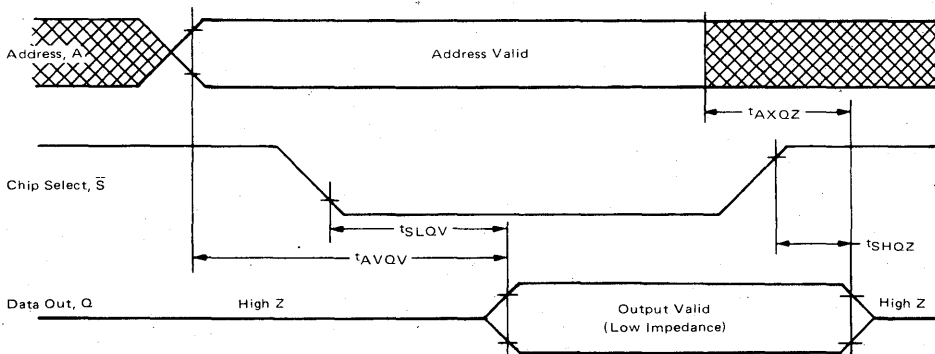 Address, A
Address Valid
tAXQZ
Chip Select, S̅
tSLQV
tAVQV
tSHQZ
Data Out, Q
High Z
Output Valid
(Low Impedance)
High Z